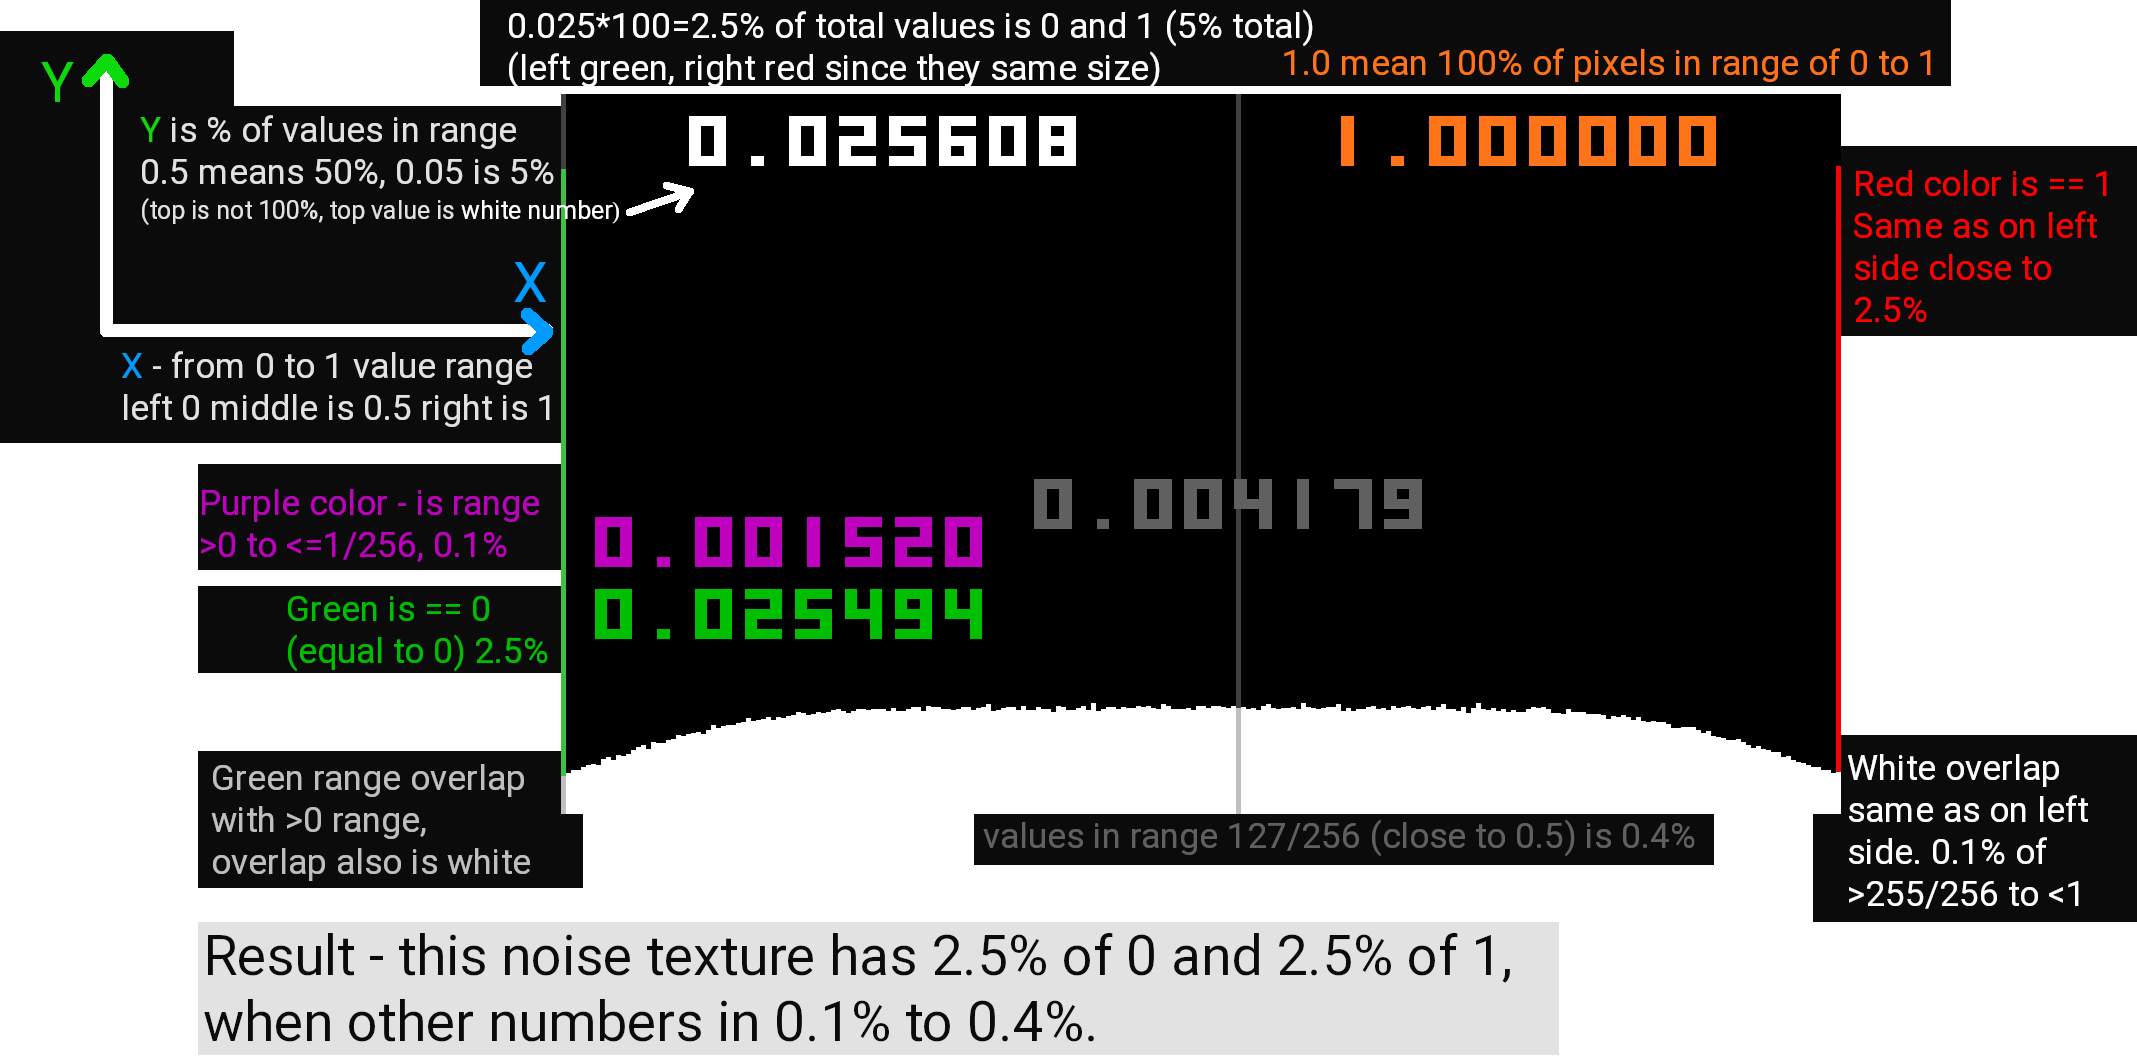 0.025*100=2.5% of total values is 0 and 1 (5% total)
(left green, right red since they same size)
1.0 mean 100% of pixels in range of 0 to 1
Y
Y is % of values in range
0.5 means 50%, 0.05 is 5%
(top is not 100%, top value is white number)
0.025608
1.000000
Red color is == 1
Same as on left
side close to
2.5%
X
X - from 0 to 1 value range
left 0 middle is 0.5 right is 1
Purple color - is range
>0 to <=1/256, 0.1%
0.004179
0.001520
Green is == 0
(equal to 0) 2.5%
0.025494
Green range overlap
with >0 range,
overlap also is white
values in range 127/256 (close to 0.5) is 0.4%
White overlap
same as on left
side. 0.1% of
>255/256 to <1
Result - this noise texture has 2.5% of 0 and 2.5% of 1,
when other numbers in 0.1% to 0.4%.